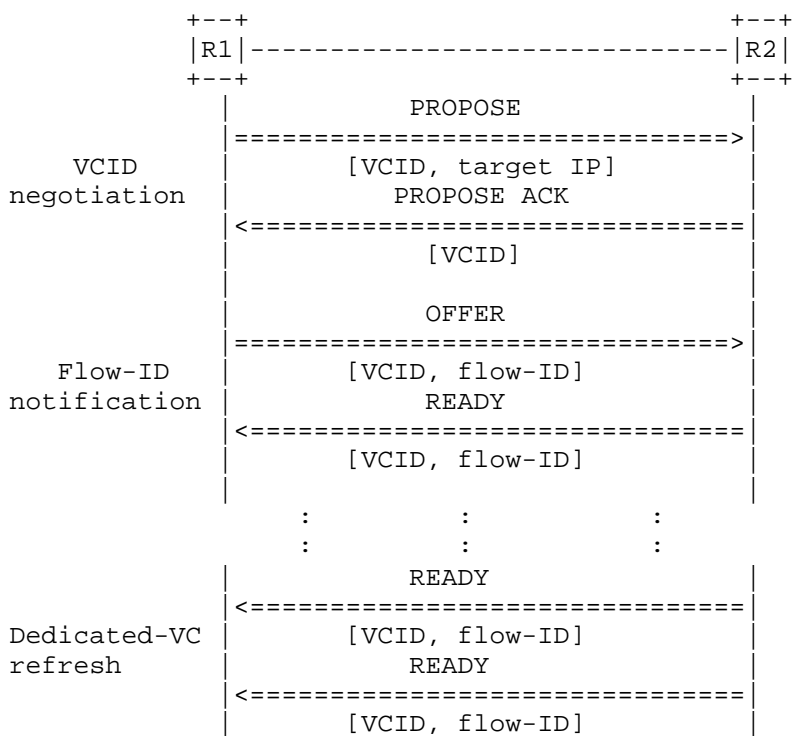 R1 R2
PROPOSE
VCID [VCID, target IP]
negotiation PROPOSE ACK
[VCID]
OFFER
Flow-ID [VCID, flow-ID]
notification READY
[VCID, flow-ID]
: : :
: : :
READY
Dedicated-VC [VCID, flow-ID]
refresh READY
[VCID, flow-ID]